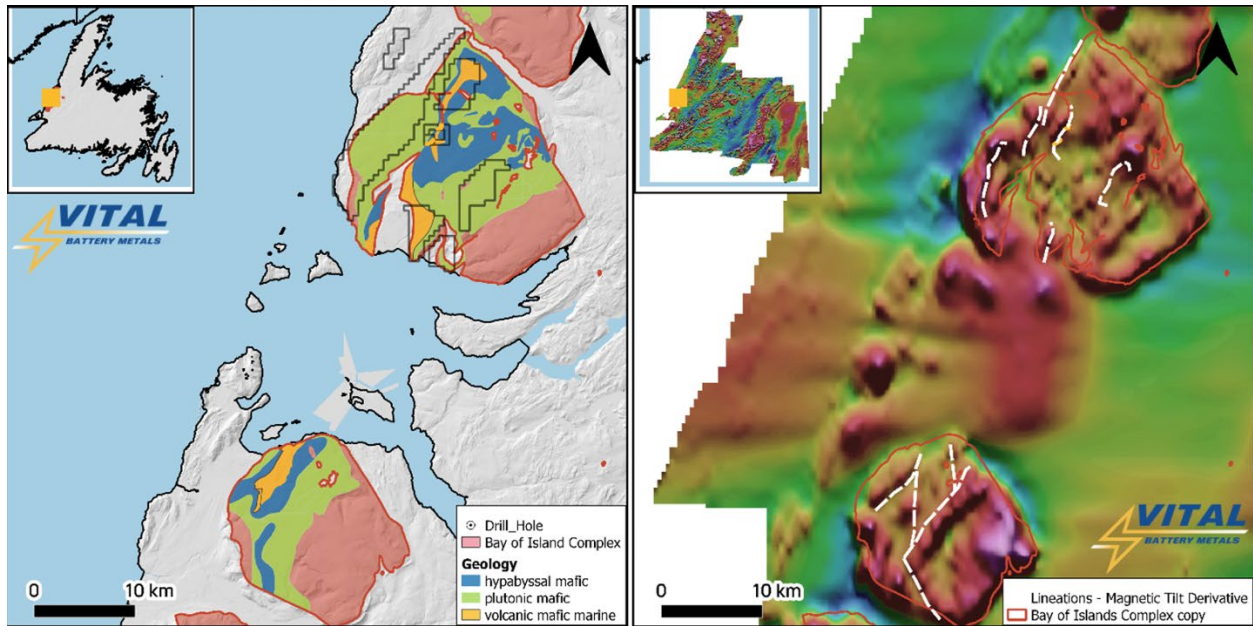 VITAL
BATTERY METALS
0 10 km
Drill_Hole
Bay of Island Complex
Geology
hypabyssal mafic
plutonic mafic
volcanic mafic marine
VITAL
BATTERY METALS
0 10 km
Lineations - Magnetic Tilt Derivative
Bay of Islands Complex copy